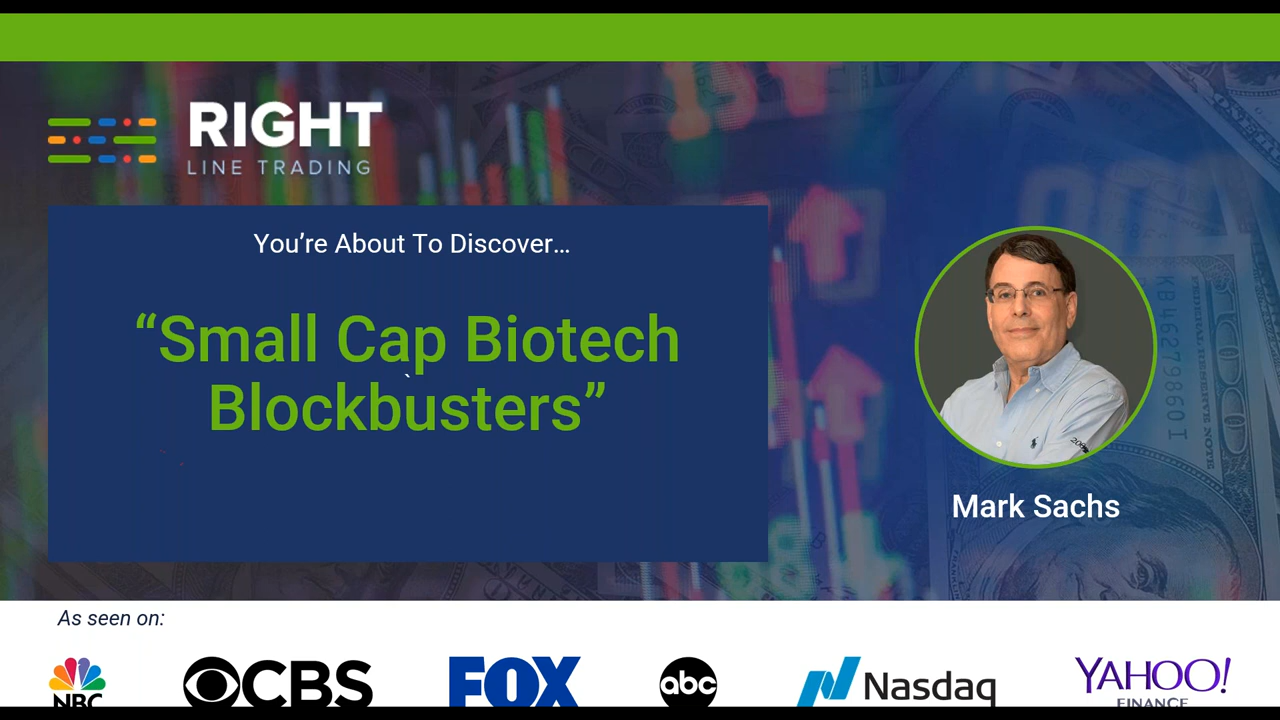 RIGHT
LINE TRADING
You’re About To Discover...
“Small Cap Biotech
Blockbusters”
Mark Sachs
As seen on:
NBC
CBS
FOX
abc
Nasdaq
YAHOO!
FINANCE